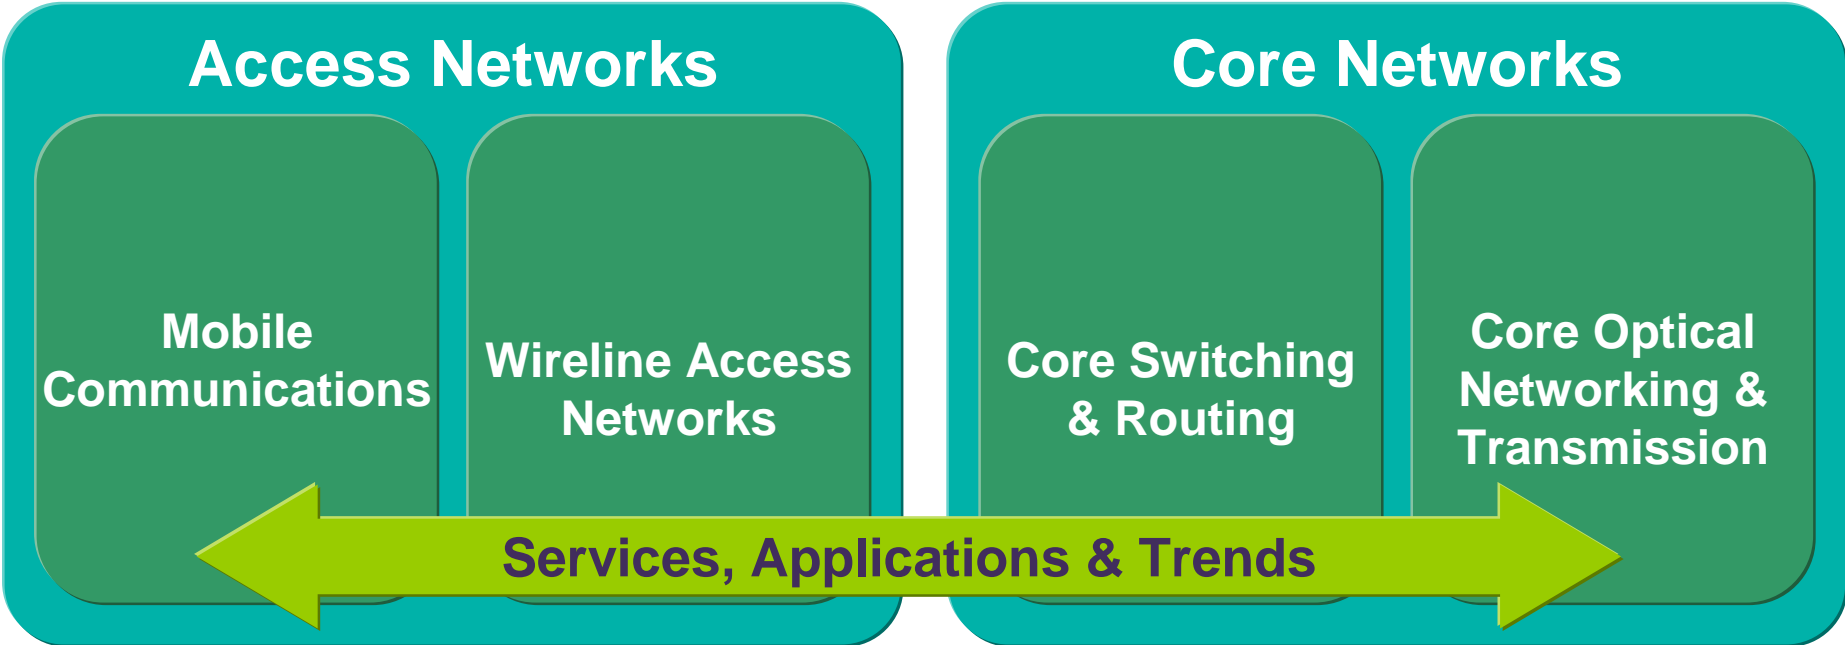 Access Networks
Mobile
Communications
Wireline Access
Networks
Core Networks
Core Switching
& Routing
Core Optical
Networking &
Transmission
Services, Applications & Trends